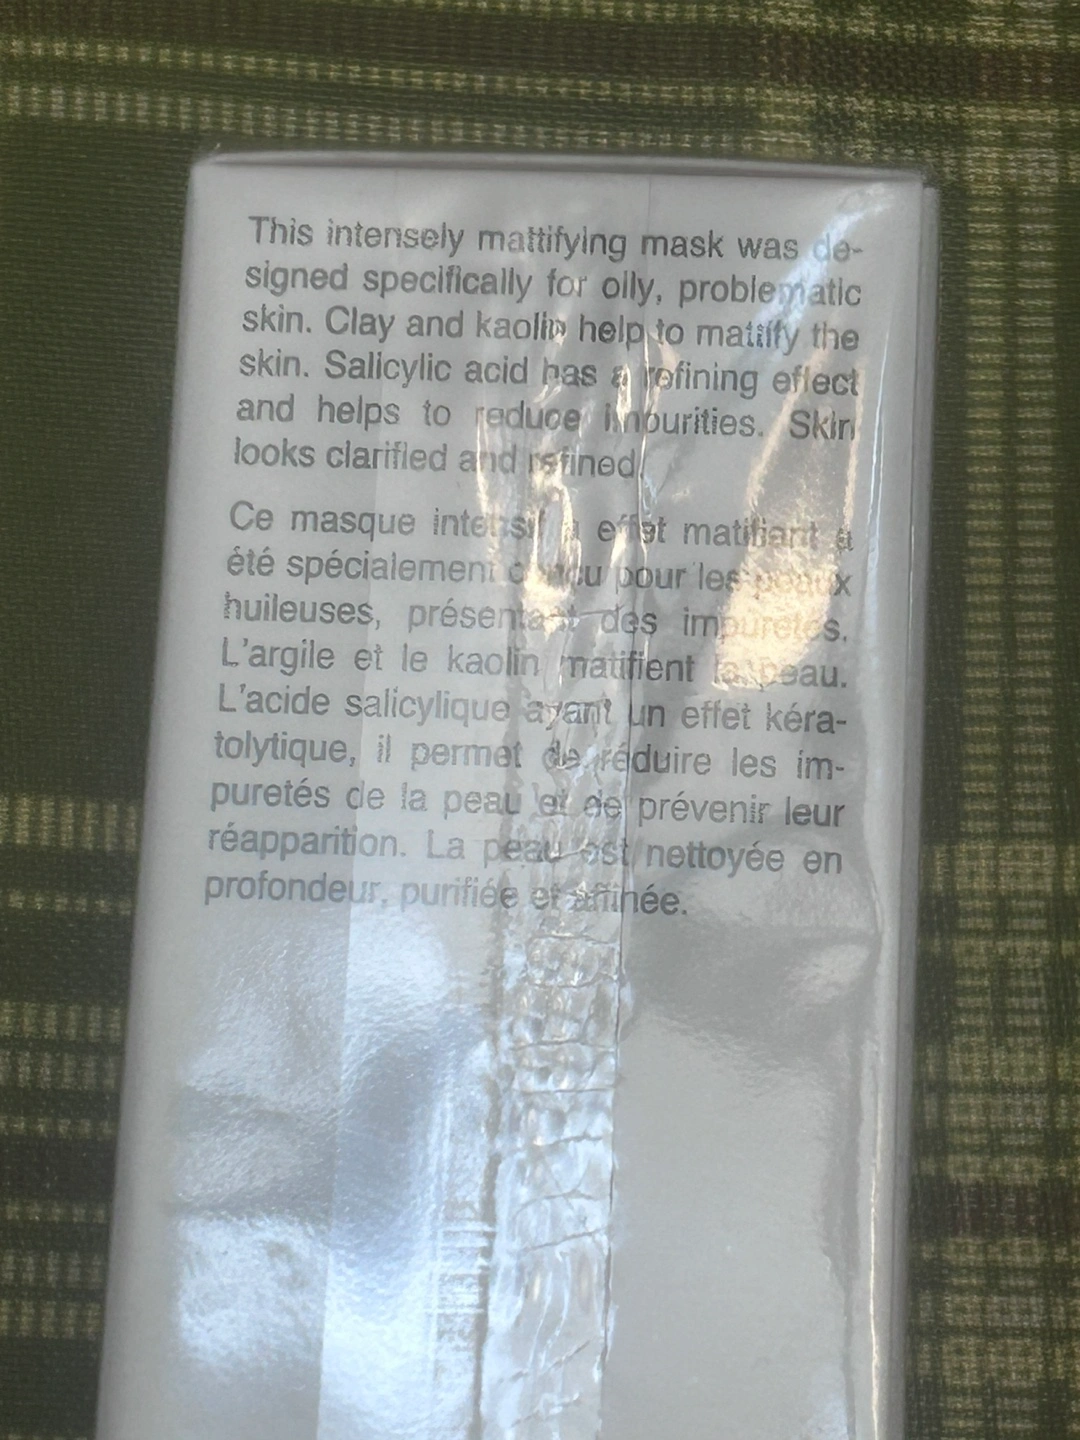 This intensely mattifying mask was de-
signed specifically for oily, problematic
skin. Clay and kaolin help to mattify the
skin. Salicylic acid has a refining effect
and helps to reduce impurities. Skin
looks clarified and refined.
Ce masque intensif à effet matifiant a
été spécialement conçu pour les peaux
huileuses, présentant des impuretés.
L'argile et le kaolin matifient la peau.
L'acide salicylique ayant un effet kéra-
tolytique, il permet de réduire les im-
puretés de la peau et de prévenir leur
réapparition. La peau est nettoyée en
profondeur, purifiée et affinée.